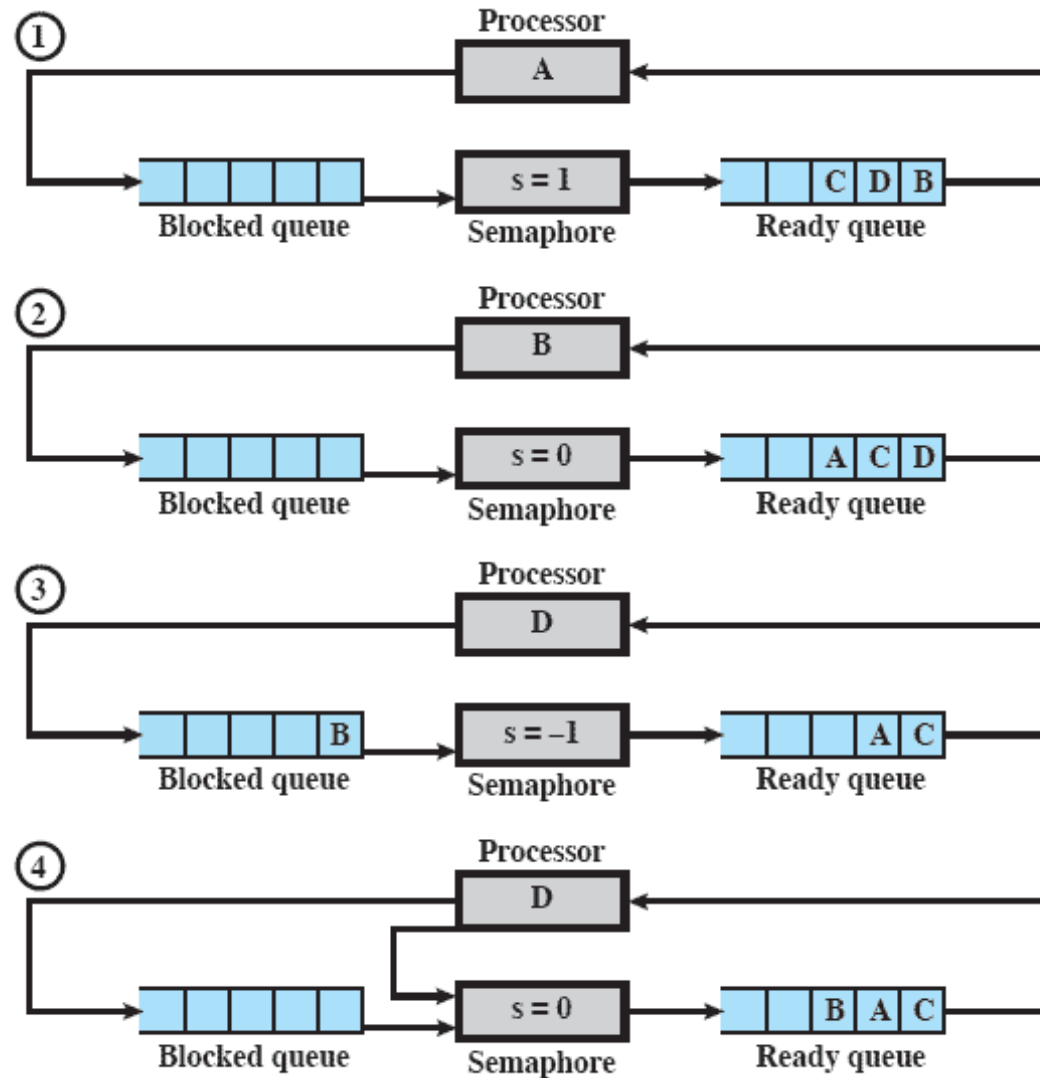 1
Processor
A
s = 1
C D B
Blocked queue
Semaphore
Ready queue
2
Processor
B
s = 0
A C D
Blocked queue
Semaphore
Ready queue
3
Processor
D
B
s = –1
A C
Blocked queue
Semaphore
Ready queue
4
Processor
D
s = 0
B A C
Blocked queue
Semaphore
Ready queue